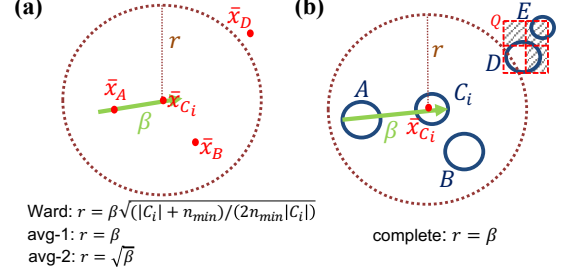 (a)
x̄_D
r
x̄_A
x̄_{C_i}
β
x̄_B
Ward: r = β√((|C_i| + n_min)/(2n_min|C_i|))
avg-1: r = β
avg-2: r = √β
(b)
E
Q
r
D
A
C_i
x̄_{C_i}
β
B
complete: r = β